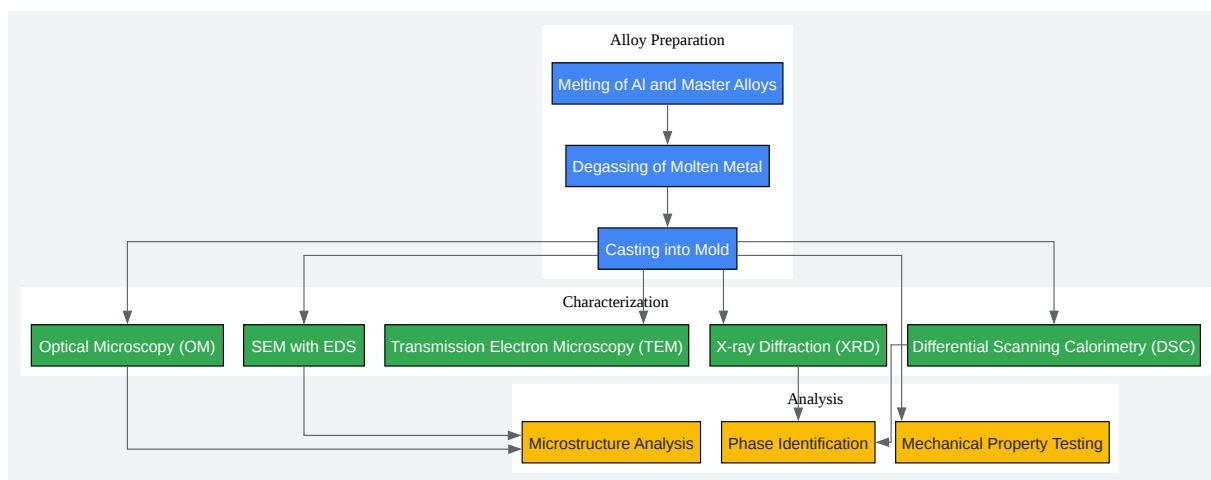 Alloy Preparation
Melting of Al and Master Alloys
Degassing of Molten Metal
Casting into Mold
Characterization
Optical Microscopy (OM)
SEM with EDS
Transmission Electron Microscopy (TEM)
X-ray Diffraction (XRD)
Differential Scanning Calorimetry (DSC)
Analysis
Microstructure Analysis
Phase Identification
Mechanical Property Testing